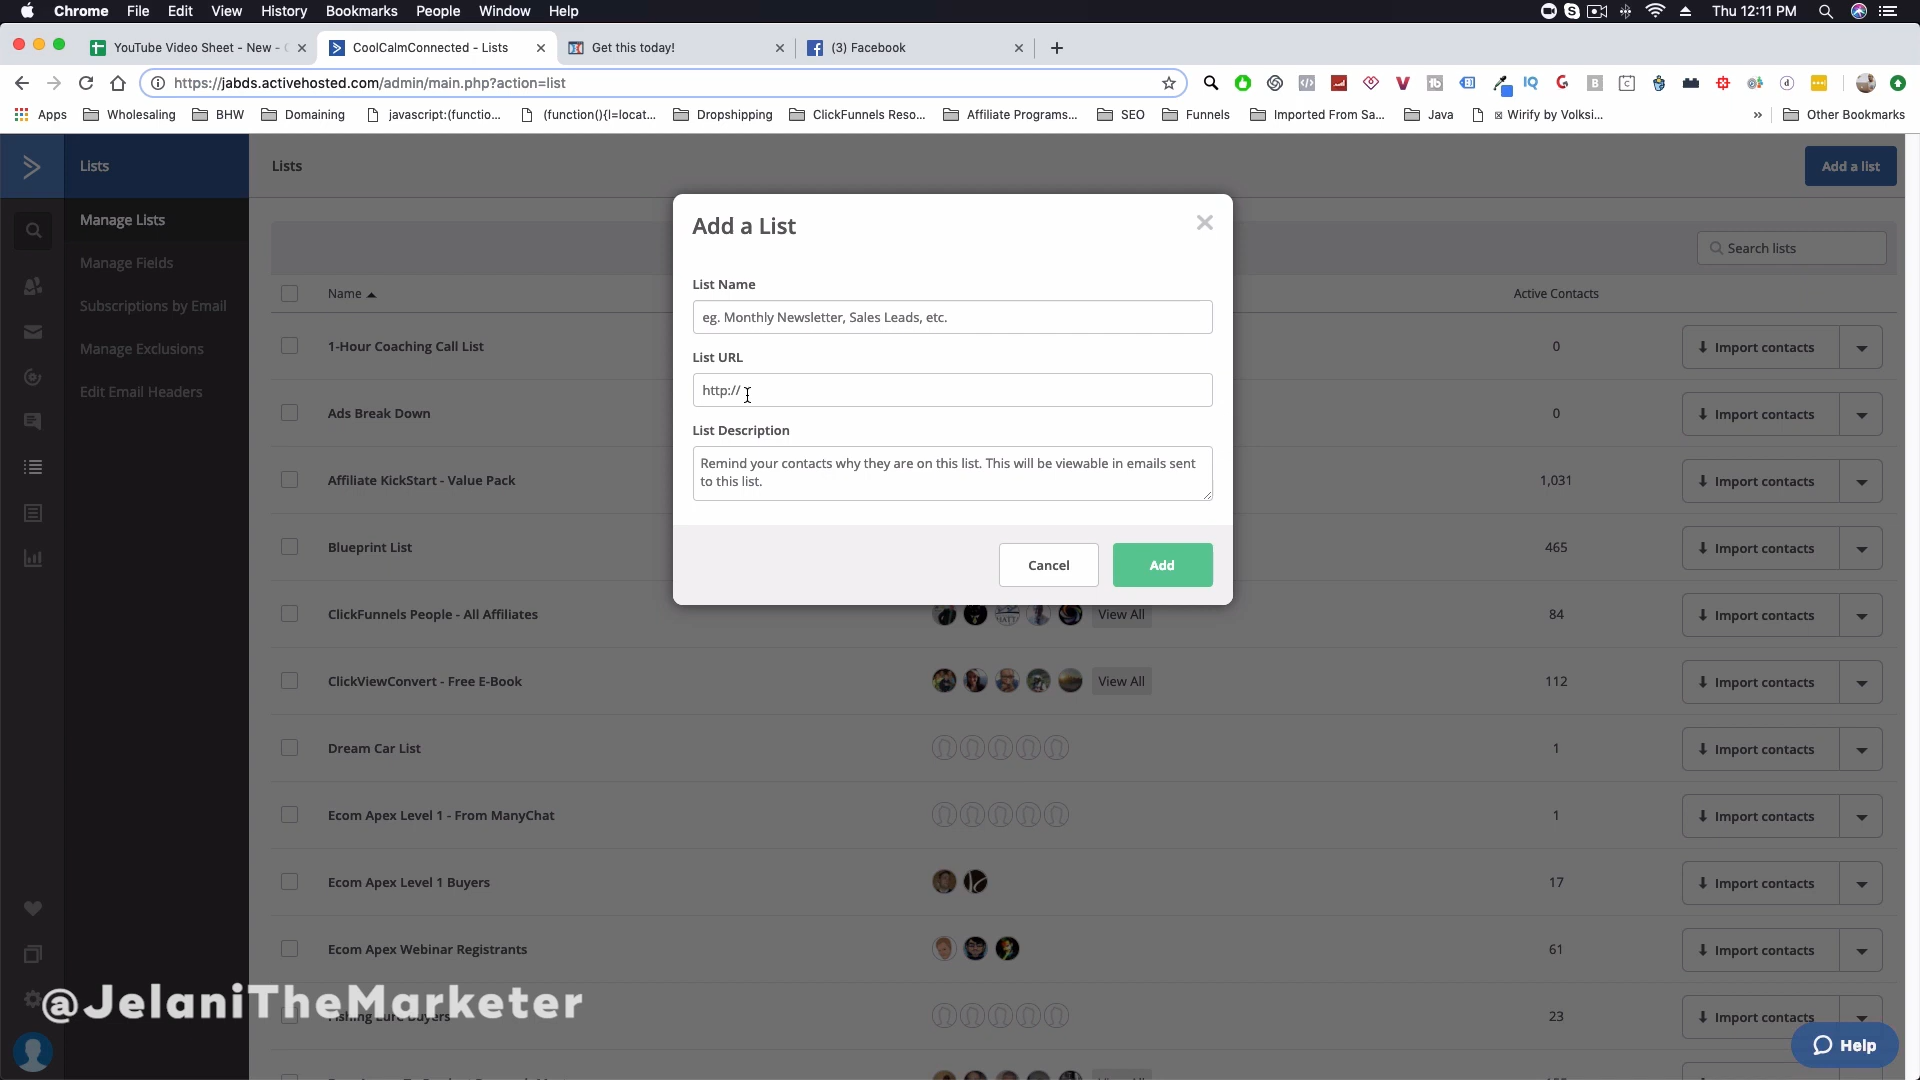 Chrome File Edit View History Bookmarks People Window Help Thu 12:11 PM
YouTube Video Sheet - New - CoolCalmConnected - Lists Get this today! (3) Facebook
https://jabds.activehosted.com/admin/main.php?action=list
Apps Wholesaling BHW Domaining javascript:(functio... (function(){!=locat... Dropshipping ClickFunnels Reso... Affiliate Programs... SEO Funnels Imported From Sa... Java Wirify by Volksi... » Other Bookmarks
Lists
Manage Lists
Manage Fields
Subscriptions by Email
Manage Exclusions
Edit Email Headers
Lists
Add a list
Search lists
Name Active Contacts
1-Hour Coaching Call List 0 Import contacts
Ads Break Down 0 Import contacts
Affiliate KickStart - Value Pack 1,031 Import contacts
Blueprint List 465 Import contacts
ClickFunnels People - All Affiliates View All 84 Import contacts
ClickViewConvert - Free E-Book View All 112 Import contacts
Dream Car List 1 Import contacts
Ecom Apex Level 1 - From ManyChat 1 Import contacts
Ecom Apex Level 1 Buyers 17 Import contacts
Ecom Apex Webinar Registrants 61 Import contacts
Fishing Lure Buyers 23 Import contacts
Add a List
List Name
eg. Monthly Newsletter, Sales Leads, etc.
List URL
http://
List Description
Remind your contacts why they are on this list. This will be viewable in emails sent
to this list.
Cancel Add
@JelaniTheMarketer
Help